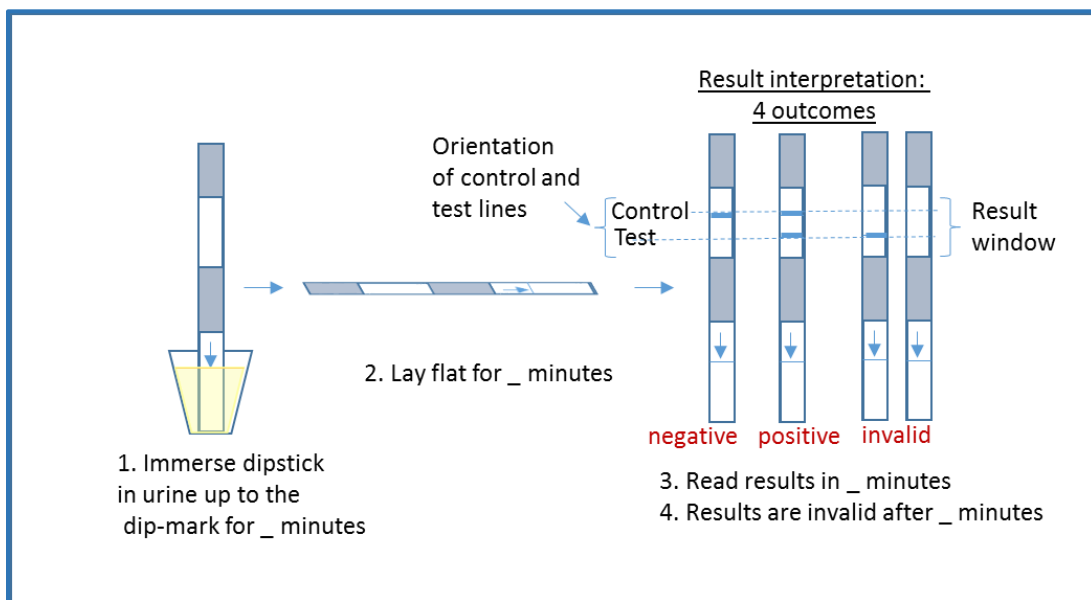 Result interpretation:
4 outcomes
Orientation
of control and
test lines
Control
Test
Result
window
2. Lay flat for _ minutes
negative
positive
invalid
1. Immerse dipstick
in urine up to the
dip-mark for _ minutes
3. Read results in _ minutes
4. Results are invalid after _ minutes